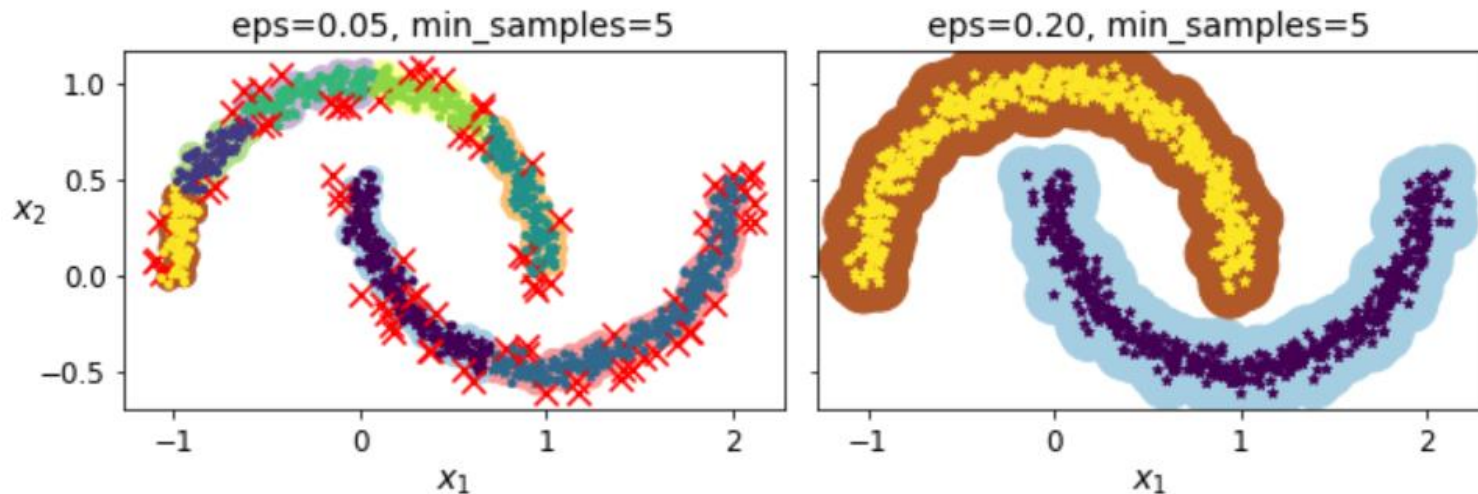 eps=0.05, min_samples=5
eps=0.20, min_samples=5
1.0
0.5
x₂
0.0
−0.5
−1 0 1 2
−1 0 1 2
x₁
x₁